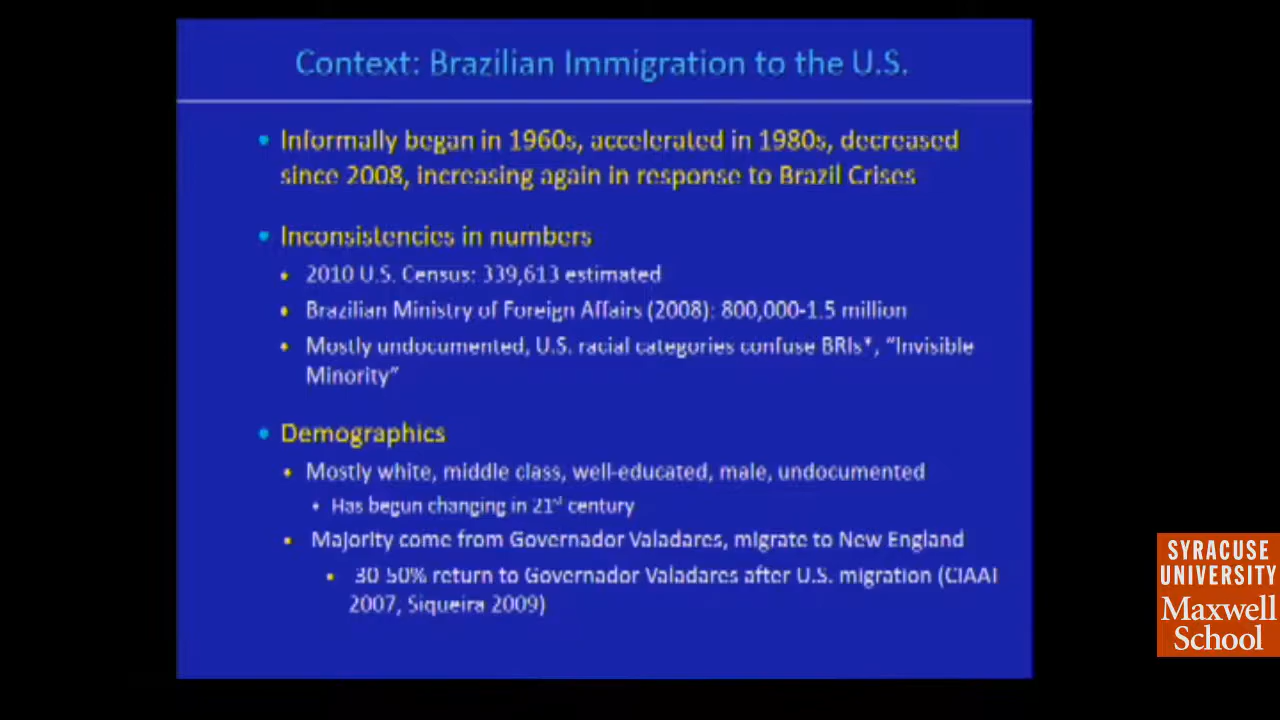 Context: Brazilian Immigration to the U.S.
• Informally began in 1960s, accelerated in 1980s, decreased
since 2008, increasing again in response to Brazil Crises
• Inconsistencies in numbers
• 2010 U.S. Census: 339,613 estimated
• Brazilian Ministry of Foreign Affairs (2008): 800,000-1.5 million
• Mostly undocumented, U.S. racial categories confuse BRIs*, “Invisible
Minority”
• Demographics
• Mostly white, middle class, well-educated, male, undocumented
• Has begun changing in 21st century
• Majority come from Governador Valadares, migrate to New England
• 30-50% return to Governador Valadares after U.S. migration (CIAAT
2007, Siqueira 2009)
SYRACUSE
UNIVERSITY
Maxwell
School